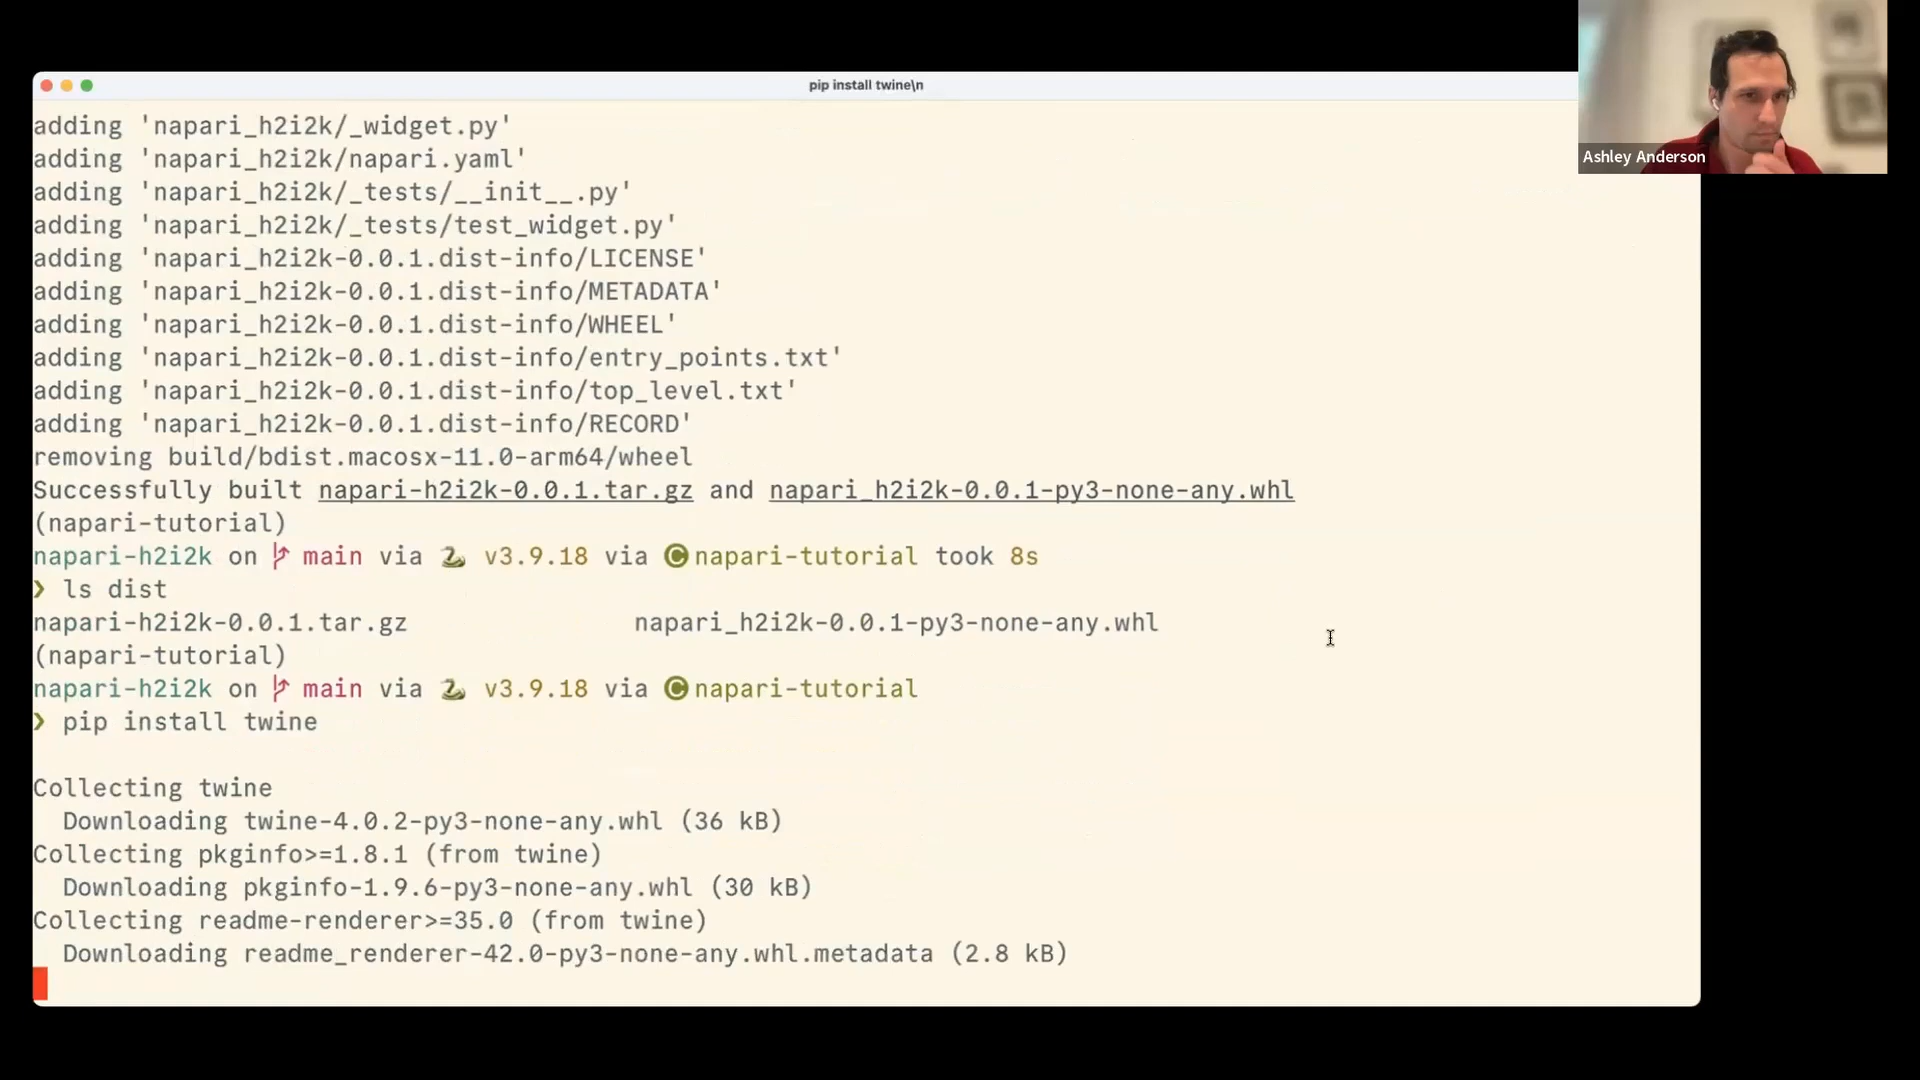 pip install twine\n
Ashley Anderson
adding 'napari_h2i2k/_widget.py'
adding 'napari_h2i2k/napari.yaml'
adding 'napari_h2i2k/_tests/__init__.py'
adding 'napari_h2i2k/_tests/test_widget.py'
adding 'napari_h2i2k-0.0.1.dist-info/LICENSE'
adding 'napari_h2i2k-0.0.1.dist-info/METADATA'
adding 'napari_h2i2k-0.0.1.dist-info/WHEEL'
adding 'napari_h2i2k-0.0.1.dist-info/entry_points.txt'
adding 'napari_h2i2k-0.0.1.dist-info/top_level.txt'
adding 'napari_h2i2k-0.0.1.dist-info/RECORD'
removing build/bdist.macosx-11.0-arm64/wheel
Successfully built napari-h2i2k-0.0.1.tar.gz and napari_h2i2k-0.0.1-py3-none-any.whl
(napari-tutorial)
napari-h2i2k on main via 🐍 v3.9.18 via 🅒 napari-tutorial took 8s
❯ ls dist
napari-h2i2k-0.0.1.tar.gz napari_h2i2k-0.0.1-py3-none-any.whl
(napari-tutorial)
napari-h2i2k on main via 🐍 v3.9.18 via 🅒 napari-tutorial
❯ pip install twine
Collecting twine
Downloading twine-4.0.2-py3-none-any.whl (36 kB)
Collecting pkginfo>=1.8.1 (from twine)
Downloading pkginfo-1.9.6-py3-none-any.whl (30 kB)
Collecting readme-renderer>=35.0 (from twine)
Downloading readme_renderer-42.0-py3-none-any.whl.metadata (2.8 kB)